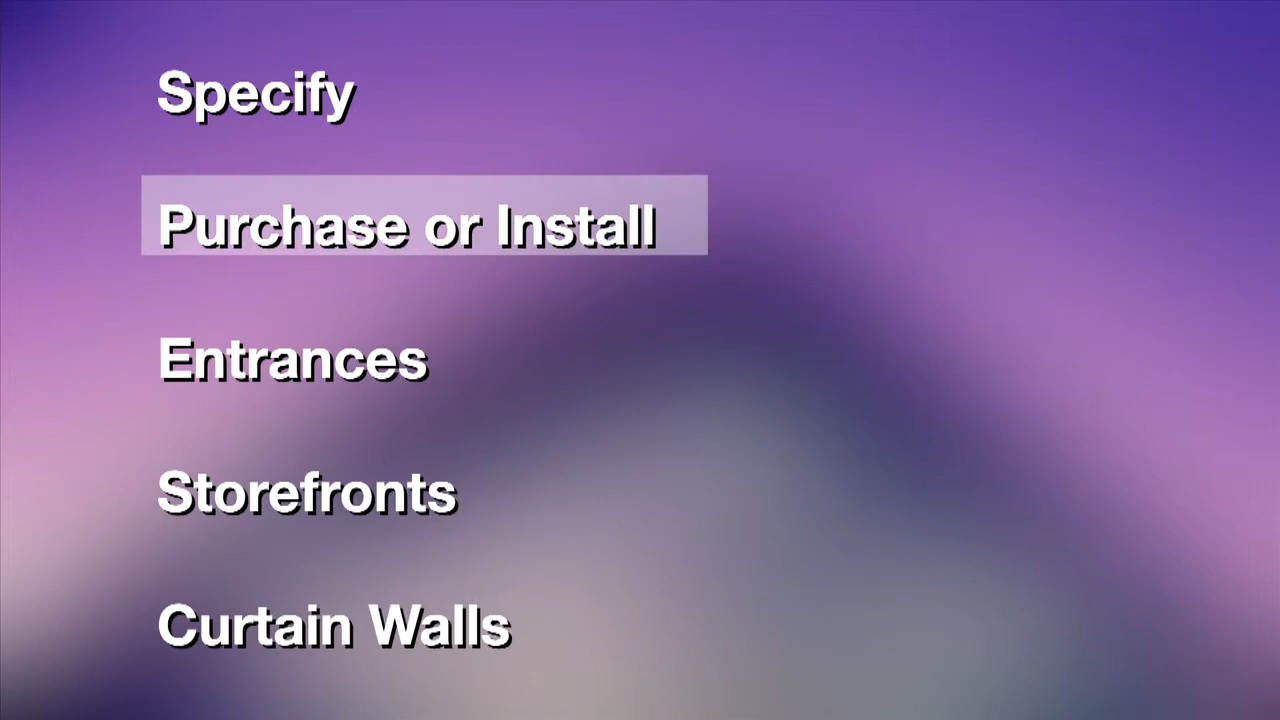 Specify
Purchase or Install
Entrances
Storefronts
Curtain Walls